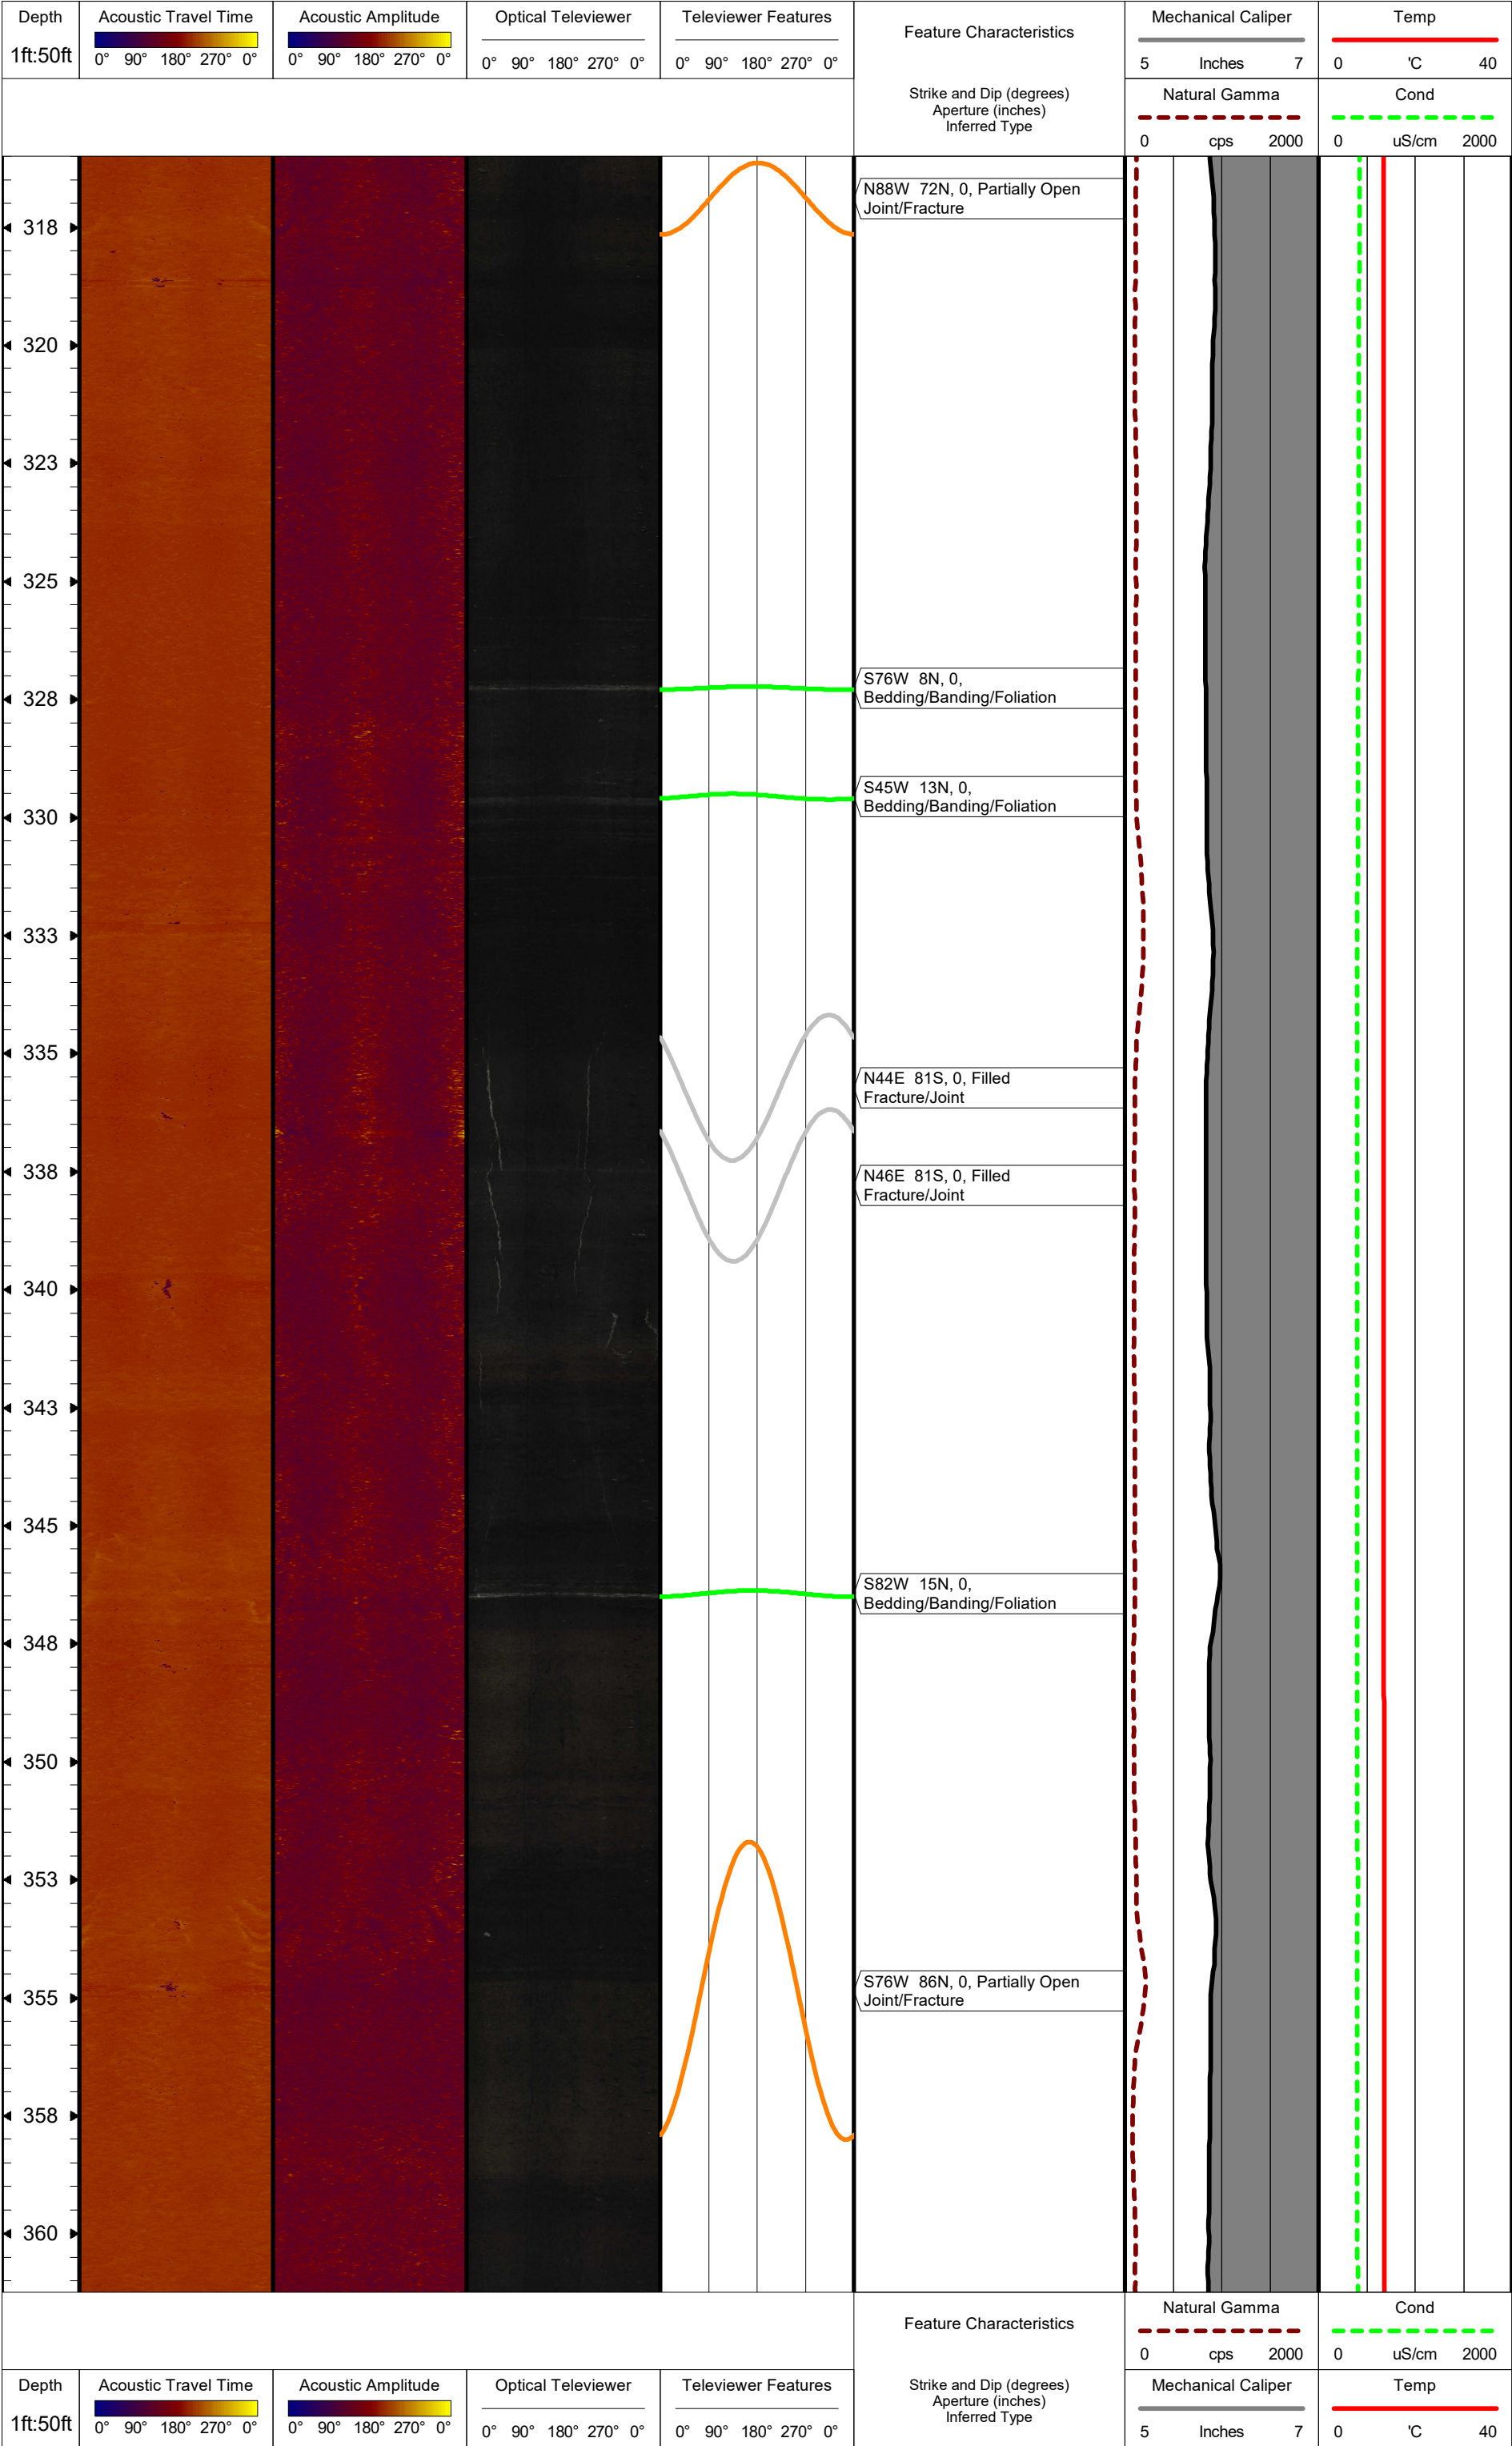 Depth
1ft:50ft
Acoustic Travel Time
0° 90° 180° 270° 0°
Acoustic Amplitude
0° 90° 180° 270° 0°
Optical Televiewer
0° 90° 180° 270° 0°
Televiewer Features
0° 90° 180° 270° 0°
Feature Characteristics
Strike and Dip (degrees)
Aperture (inches)
Inferred Type
Mechanical Caliper
5 Inches 7
Natural Gamma
0 cps 2000
Temp
0 'C 40
Cond
0 uS/cm 2000
N88W 72N, 0, Partially Open
Joint/Fracture
318
320
323
325
S76W 8N, 0,
Bedding/Banding/Foliation
328
S45W 13N, 0,
Bedding/Banding/Foliation
330
333
335
N44E 81S, 0, Filled
Fracture/Joint
338
N46E 81S, 0, Filled
Fracture/Joint
340
343
345
S82W 15N, 0,
Bedding/Banding/Foliation
348
350
353
S76W 86N, 0, Partially Open
Joint/Fracture
355
358
360
Feature Characteristics
Natural Gamma
0 cps 2000
Cond
0 uS/cm 2000
Depth
1ft:50ft
Acoustic Travel Time
0° 90° 180° 270° 0°
Acoustic Amplitude
0° 90° 180° 270° 0°
Optical Televiewer
0° 90° 180° 270° 0°
Televiewer Features
0° 90° 180° 270° 0°
Strike and Dip (degrees)
Aperture (inches)
Inferred Type
Mechanical Caliper
5 Inches 7
Temp
0 'C 40